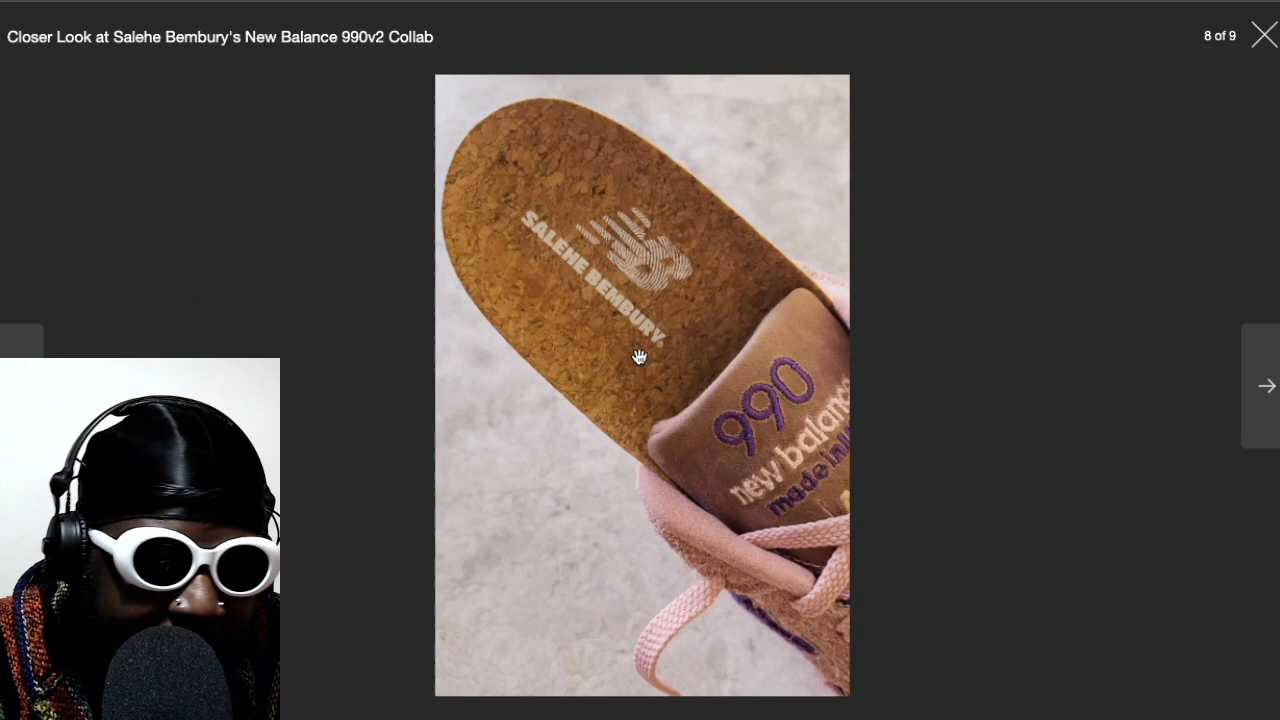 Closer Look at Salehe Bembury's New Balance 990v2 Collab
8 of 9
SALEHE BEMBURY
990
new balance
made in